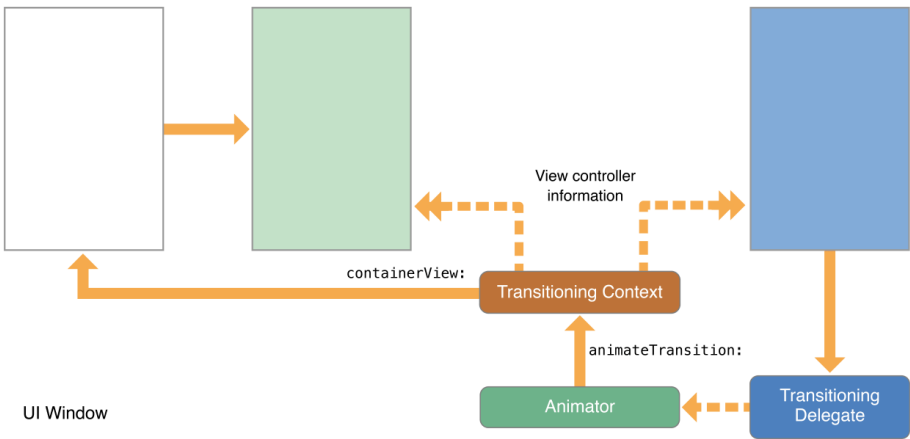 View controller
information
containerView:
Transitioning Context
animateTransition:
Transitioning
Delegate
Animator
UI Window